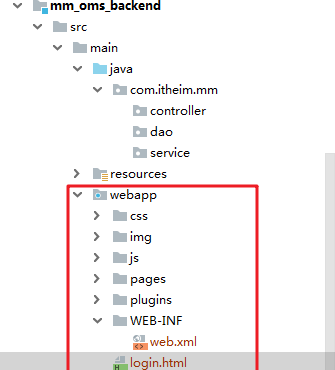 mm_oms_backend
src
main
java
com.itheim.mm
controller
dao
service
resources
webapp
css
img
js
pages
plugins
WEB-INF
web.xml
login.html